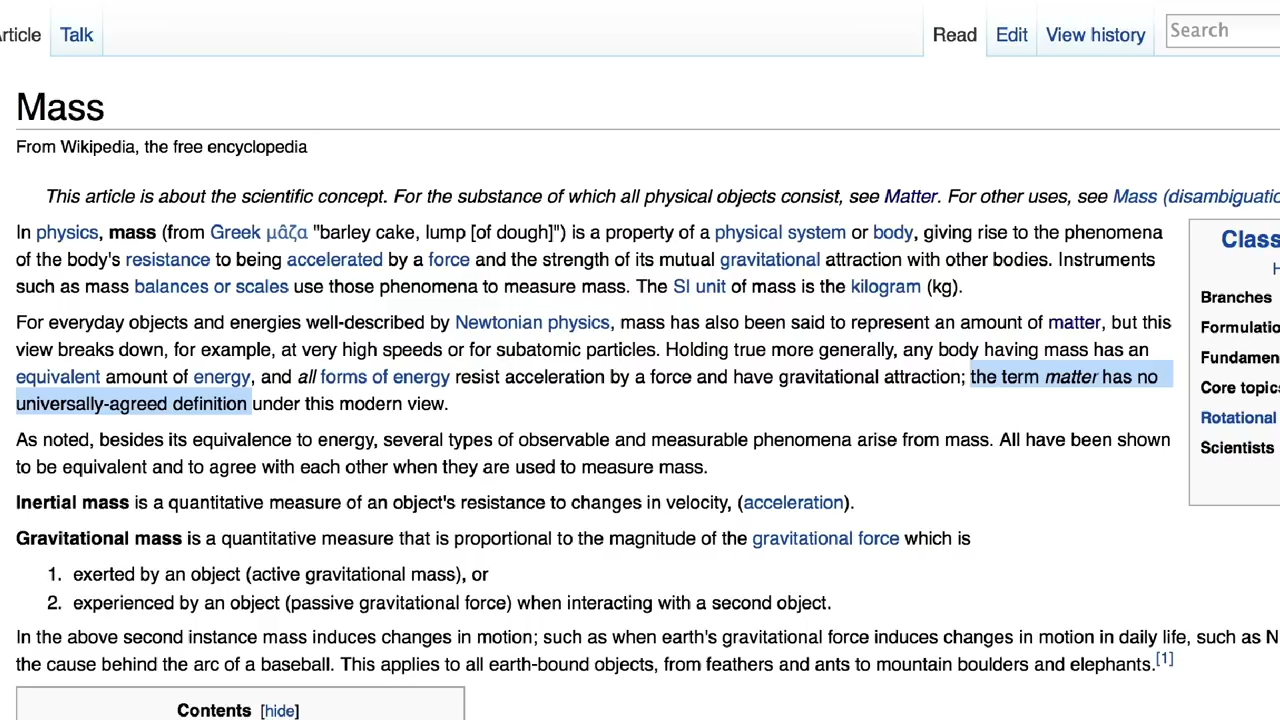 Article Talk Read Edit View history Search
Mass
From Wikipedia, the free encyclopedia
This article is about the scientific concept. For the substance of which all physical objects consist, see Matter. For other uses, see Mass
In physics, mass (from Greek μᾶζα "barley cake, lump [of dough]") is a property of a physical system or body, giving rise to the phenomena
of the body's resistance to being accelerated by a force and the strength of its mutual gravitational attraction with other bodies. Instruments
such as mass balances or scales use those phenomena to measure mass. The SI unit of mass is the kilogram (kg).
For everyday objects and energies well-described by Newtonian physics, mass has also been said to represent an amount of matter, but this
view breaks down, for example, at very high speeds or for subatomic particles. Holding true more generally, any body having mass has an
equivalent amount of energy, and all forms of energy resist acceleration by a force and have gravitational attraction; the term matter has no
universally-agreed definition under this modern view.
As noted, besides its equivalence to energy, several types of observable and measurable phenomena arise from mass. All have been shown
to be equivalent and to agree with each other when they are used to measure mass.
Inertial mass is a quantitative measure of an object's resistance to changes in velocity, (acceleration).
Gravitational mass is a quantitative measure that is proportional to the magnitude of the gravitational force which is
1. exerted by an object (active gravitational mass), or
2. experienced by an object (passive gravitational force) when interacting with a second object.
In the above second instance mass induces changes in motion; such as when earth's gravitational force induces changes in motion in daily life, such as
the cause behind the arc of a baseball. This applies to all earth-bound objects, from feathers and ants to mountain boulders and elephants.[1]
Contents [hide]
Branches
Core
Rotational
Scientists